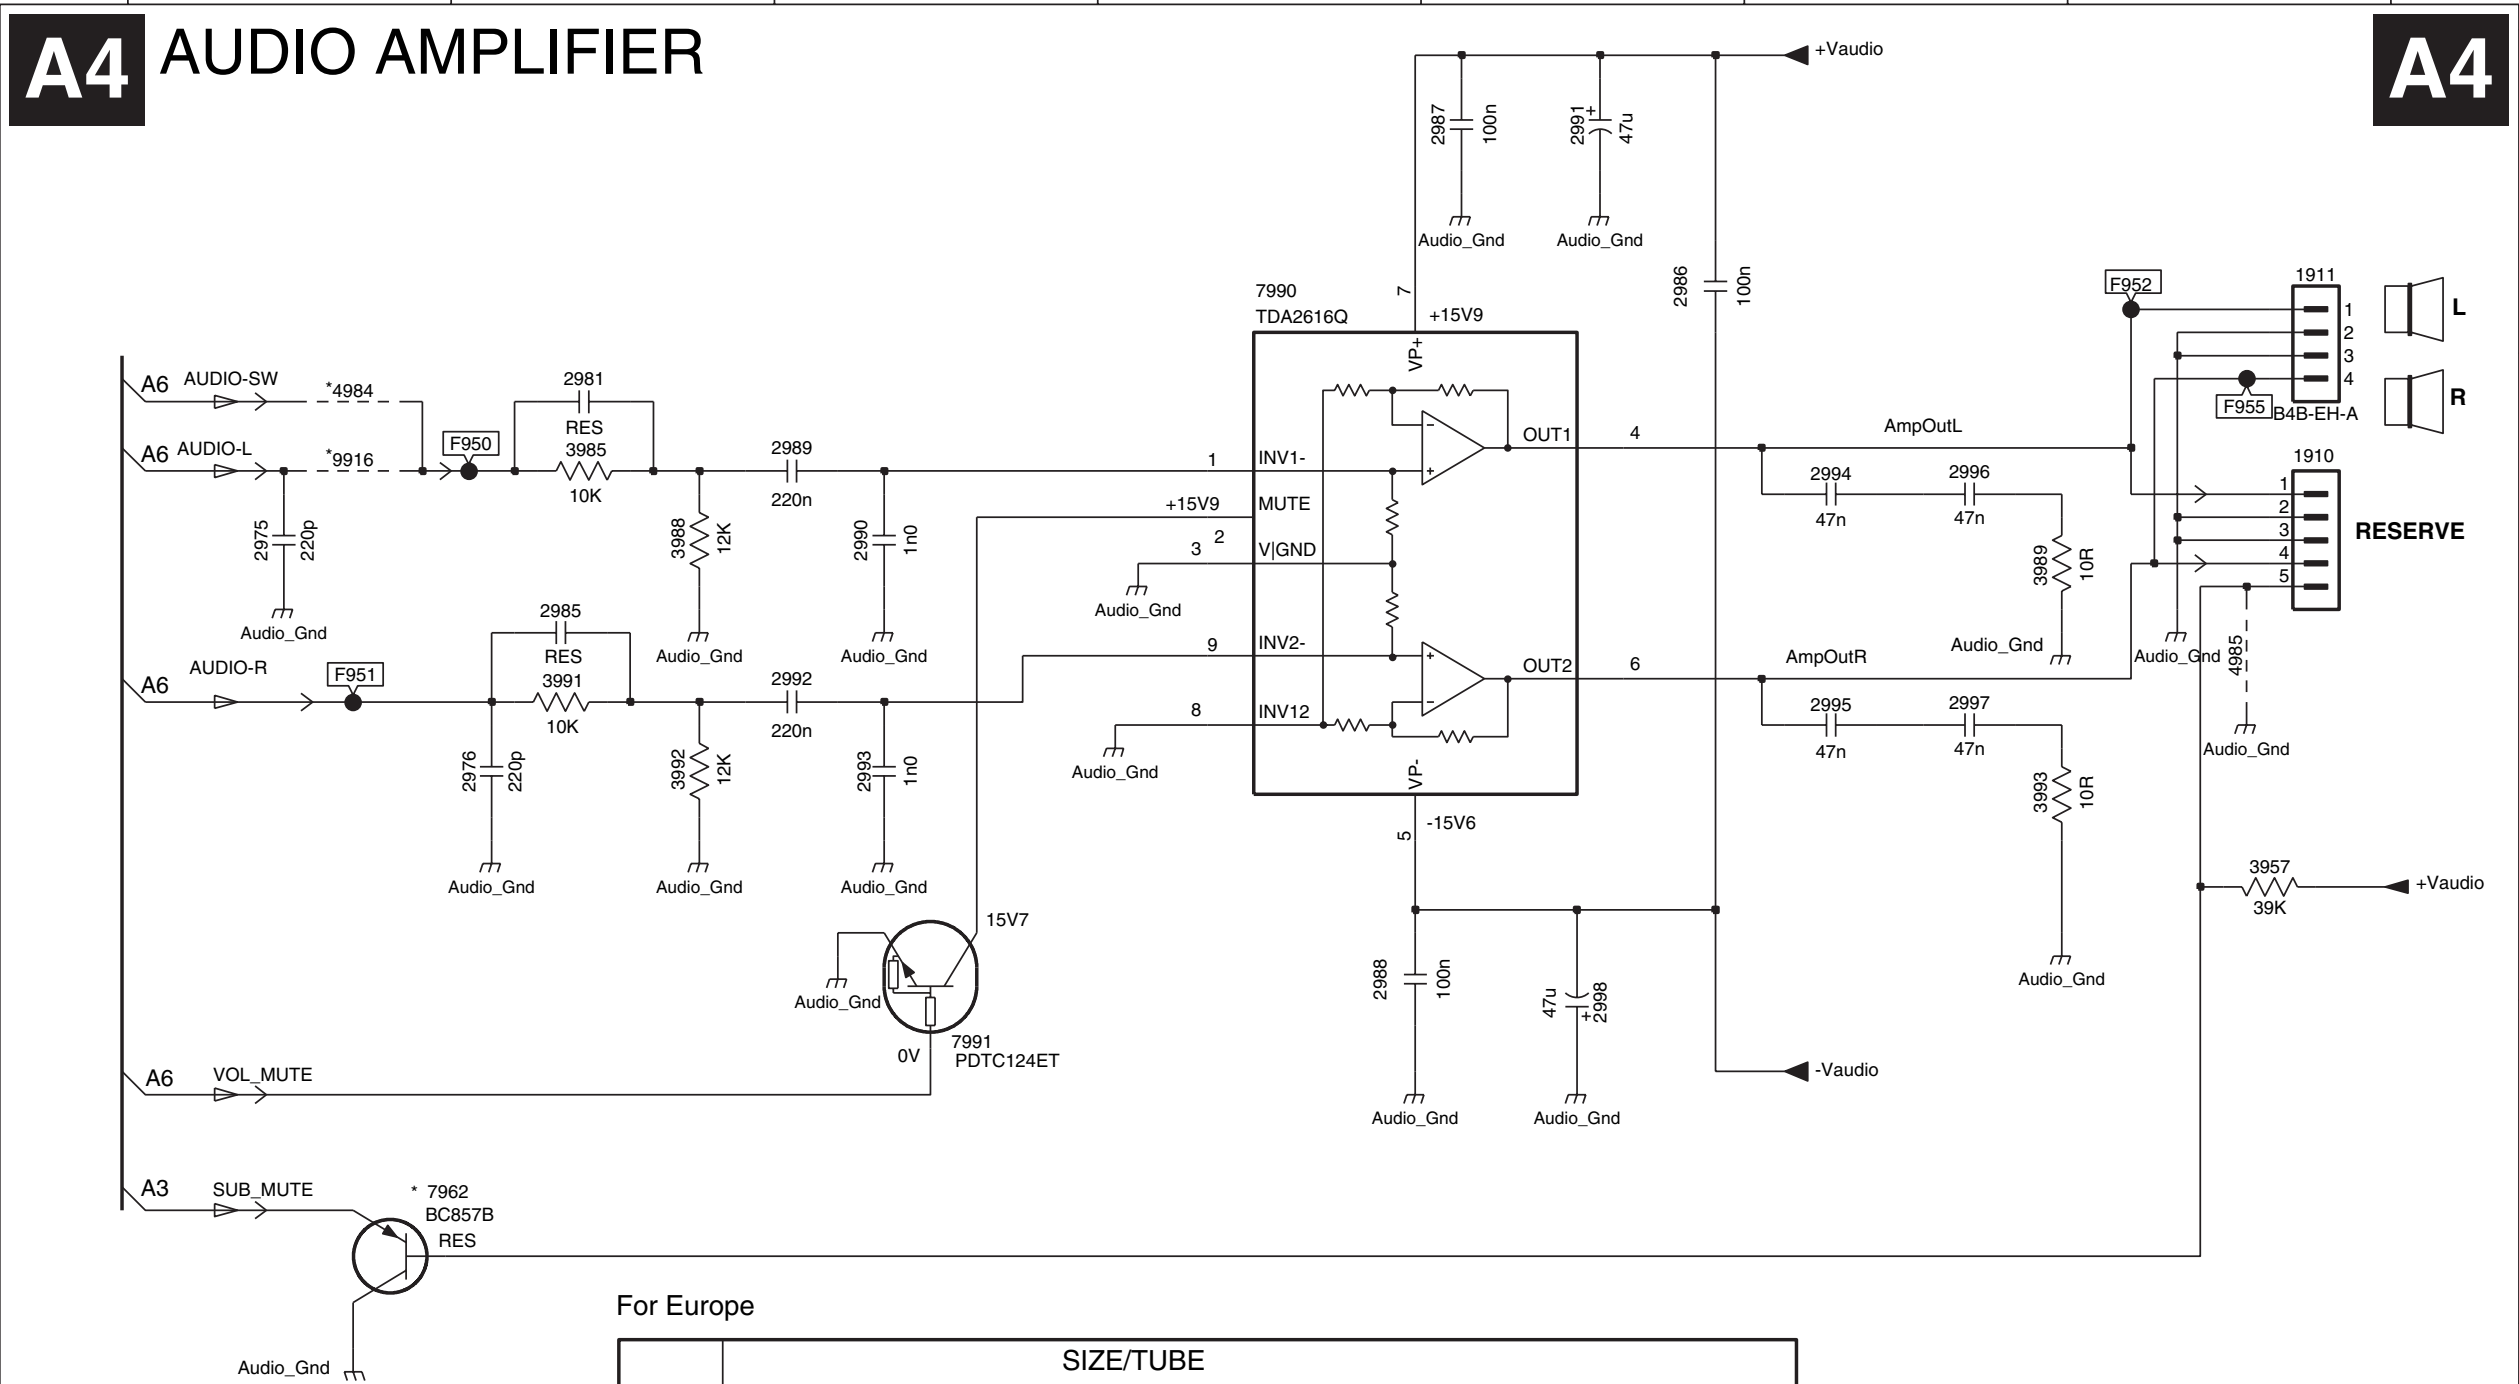 A4 AUDIO AMPLIFIER A4
+Vaudio
2987
100n
2991
+
47u
Audio_Gnd
Audio_Gnd
2986
100n
7990
TDA2616Q
7
+15V9
VP+
F952
1911
1
2
3
4
L
R
F955
B4B-EH-A
A6 AUDIO-SW
*4984
2981
RES
3985
10K
A6 AUDIO-L
*9916
F950
2989
220n
1
INV1-
OUT1
4
AmpOutL
-
+
2975
220p
Audio_Gnd
3988
12K
Audio_Gnd
2990
1n0
Audio_Gnd
+15V9
MUTE
2
3
V|GND
Audio_Gnd
2994
47n
2996
47n
3989
10R
Audio_Gnd
1910
1
2
3
4
5
RESERVE
Audio_Gnd
4985
Audio_Gnd
A6
AUDIO-R
F951
2985
RES
3991
10K
2992
220n
9
INV2-
OUT2
6
AmpOutR
+
-
8
INV12
Audio_Gnd
2976
220p
Audio_Gnd
3992
12K
Audio_Gnd
2993
1n0
Audio_Gnd
VP-
5
-15V6
2995
47n
2997
47n
3993
10R
Audio_Gnd
3957
39K
+Vaudio
15V7
Audio_Gnd
0V
7991
PDTC124ET
2988
100n
Audio_Gnd
47u
+
2998
Audio_Gnd
-Vaudio
A6 VOL_MUTE
A3 SUB_MUTE
* 7962
BC857B
RES
Audio_Gnd
For Europe
SIZE/TUBE